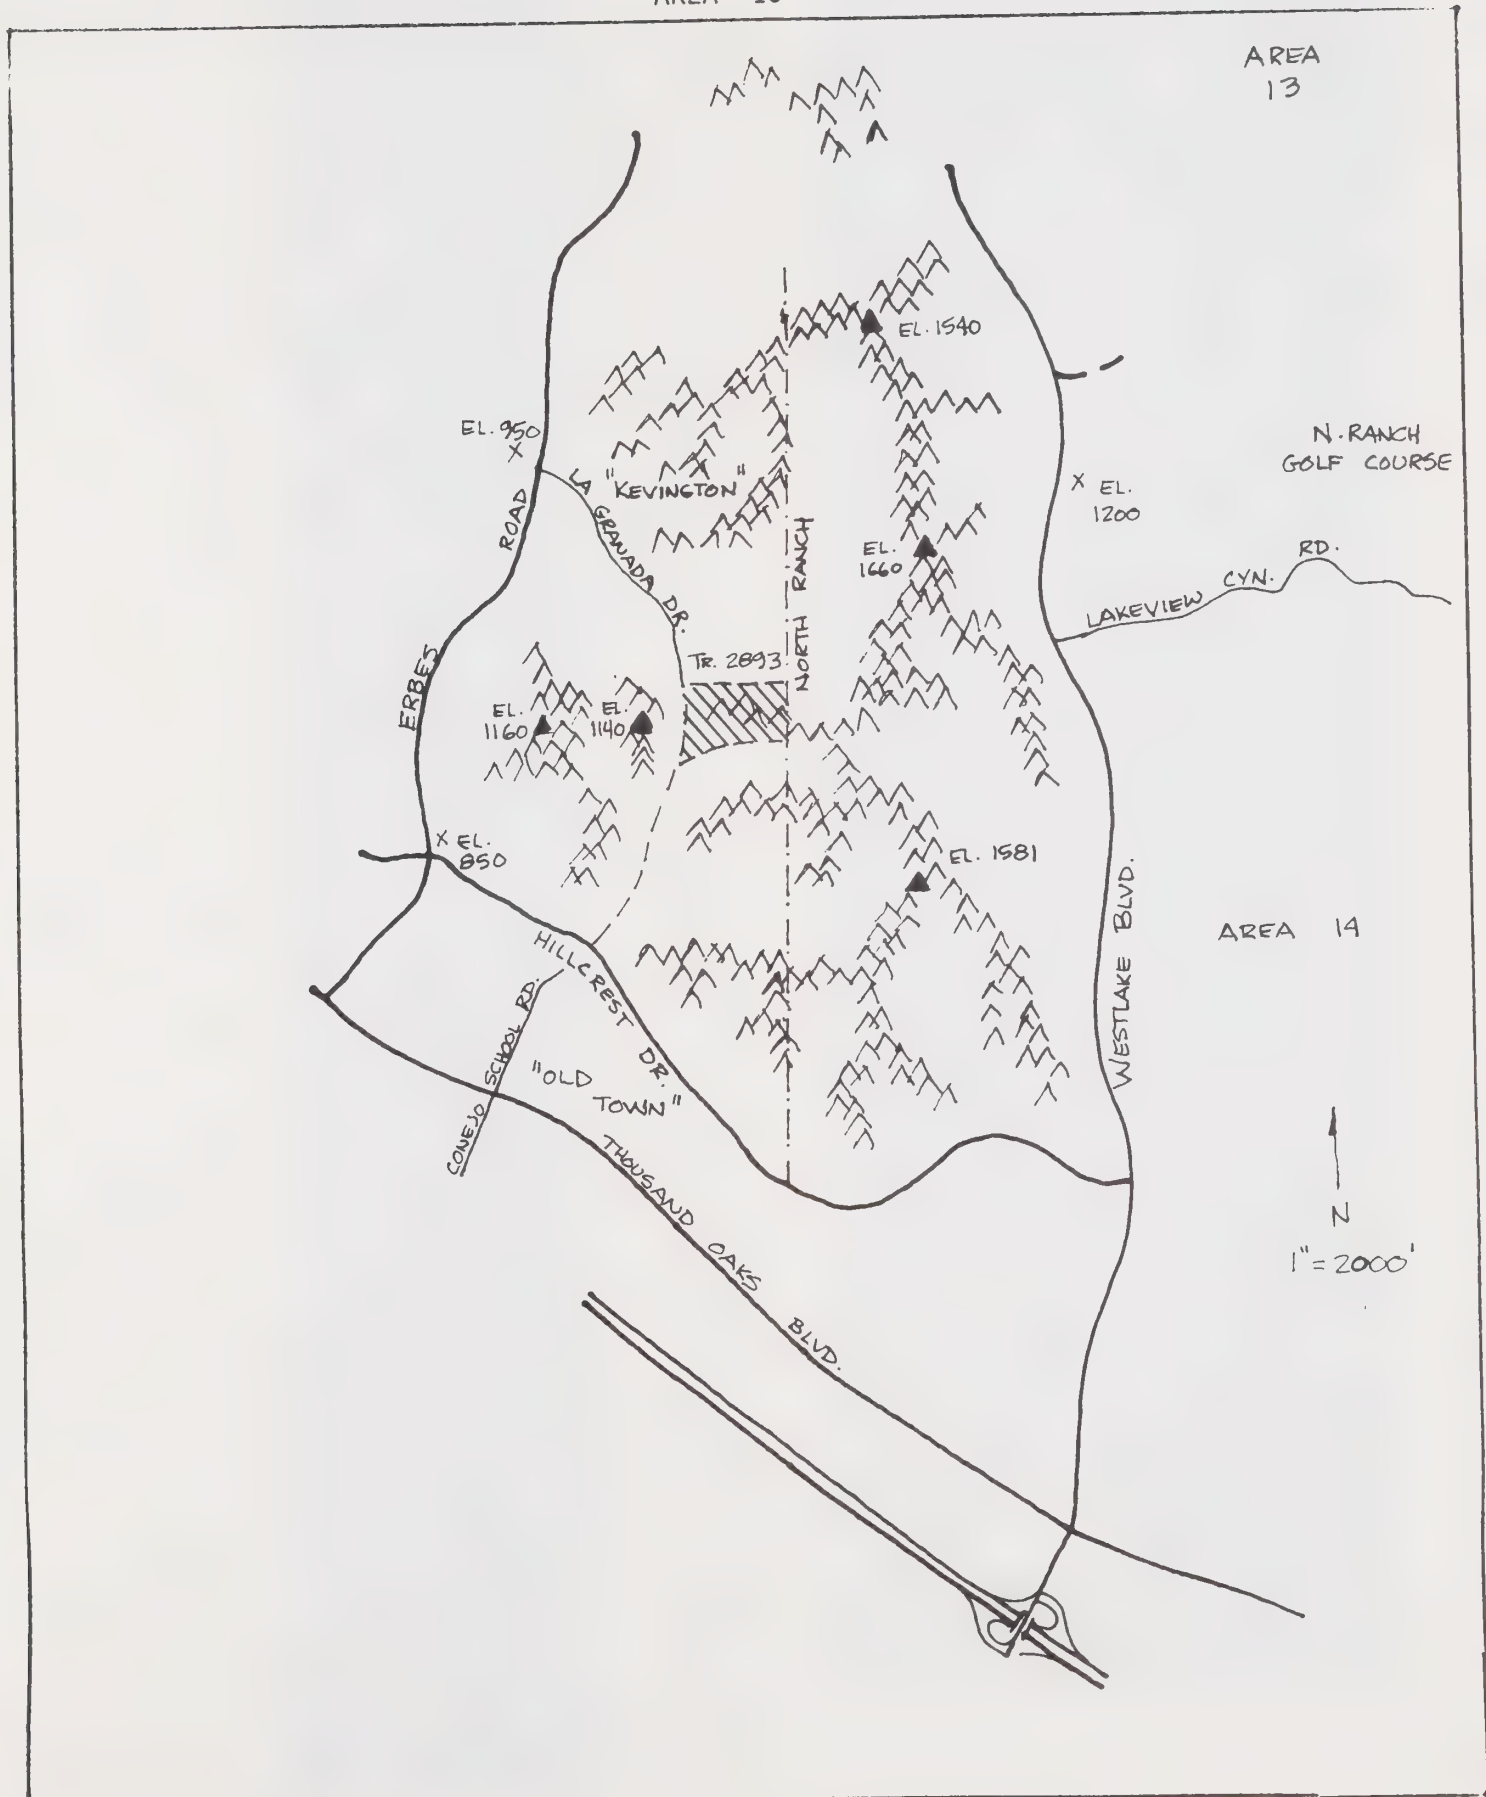 AREA
13
EL. 1540
EL. 950
X
N. RANCH
GOLF COURSE
"KEVINGTON"
X EL.
1200
ROAD
LA GRANADA DR.
NORTH RANCH
EL.
1660
LAKEVIEW CYN. RD.
ERBES
TR. 2893
EL.
1160
EL.
1140
X EL.
850
EL. 1581
WESTLAKE BLVD.
AREA 14
HILLCREST DR.
CONEJO SCHOOL RD.
"OLD
TOWN"
THOUSAND OAKS BLVD.
N
1"=2000'